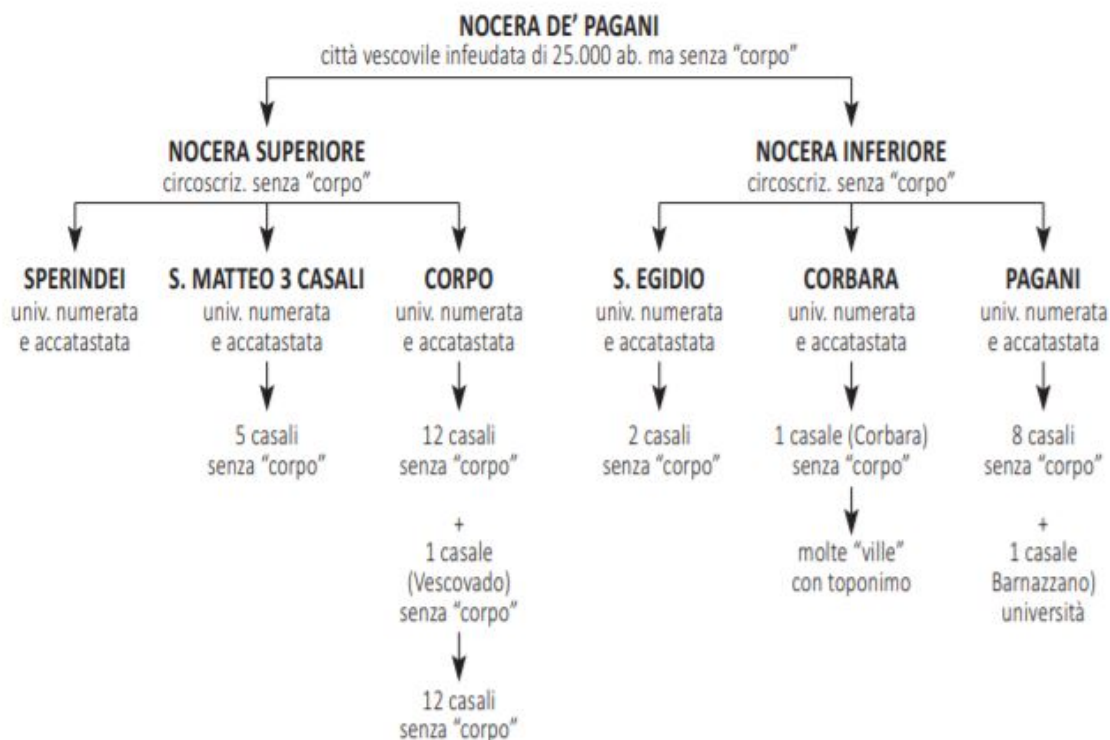 NOCERA DE’ PAGANI
città vescovile infeudata di 25.000 ab. ma senza “corpo”
NOCERA SUPERIORE
circoscriz. senza “corpo”
NOCERA INFERIORE
circoscriz. senza “corpo”
SPERINDEI
univ. numerata
e accatastata
S. MATTEO 3 CASALI
univ. numerata
e accatastata
5 casali
senza “corpo”
CORPO
univ. numerata
e accatastata
12 casali
senza “corpo”
+
1 casale
(Vescovado)
senza “corpo”
12 casali
senza “corpo”
S. EGIDIO
univ. numerata
e accatastata
2 casali
senza “corpo”
CORBARA
univ. numerata
e accatastata
1 casale (Corbara)
senza “corpo”
molte “ville”
con toponimo
PAGANI
univ. numerata
e accatastata
8 casali
senza “corpo”
+
1 casale
Barnazzano)
università